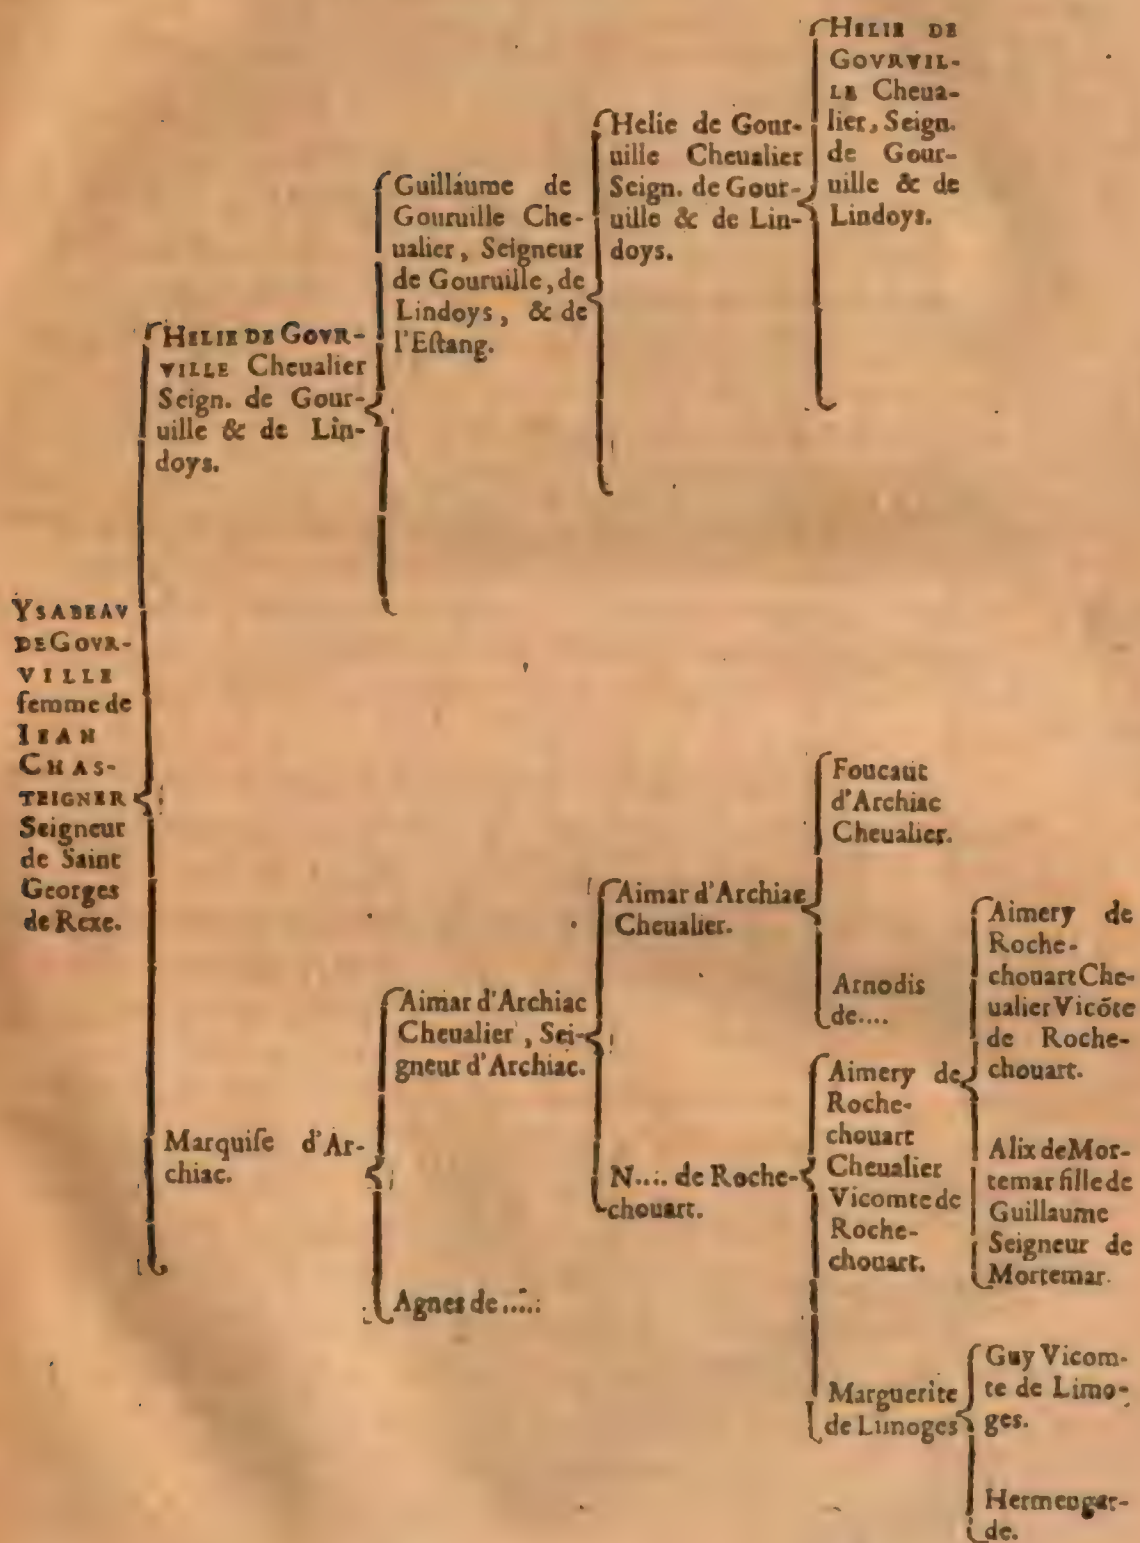 YSABEAV
DE GOVR-
VILLE
femme de
IEAN
CHAS-
TEIGNER
Seigneur
de Saint
Georges
de Rexe.
HELIE DE GOVR-
VILLE Cheualier
Seign. de Gour-
uille & de Lin-
doys.
Guillaume de
Gouruille Che-
ualier, Seigneur
de Gouruille, de
Lindoys, & de
l'Eſtang.
Helie de Gour-
uille Cheualier
Seign. de Gour-
uille & de Lin-
doys.
HELIE DE
GOVRVIL-
LE Cheua-
lier, Seign.
de Gour-
uille & de
Lindoys.
Marquiſe d'Ar-
chiac.
Aimar d'Archiac
Cheualier, Sei-
gneur d'Archiac.
Agnes de .....
Aimar d'Archiac
Cheualier.
N.... de Roche-
chouart.
Foucaut
d'Archiac
Cheualier.
Arnodis
de....
Aimery de
Roche-
chouart
Cheualier
Vicomte de
Roche-
chouart.
Marguerite
de Limoges
Aimery de
Roche-
chouart Che-
ualier Vicõte
de Roche-
chouart.
Alix de Mor-
temar fille de
Guillaume
Seigneur de
Mortemar.
Guy Vicom-
te de Limo-
ges.
Hermengar-
de.